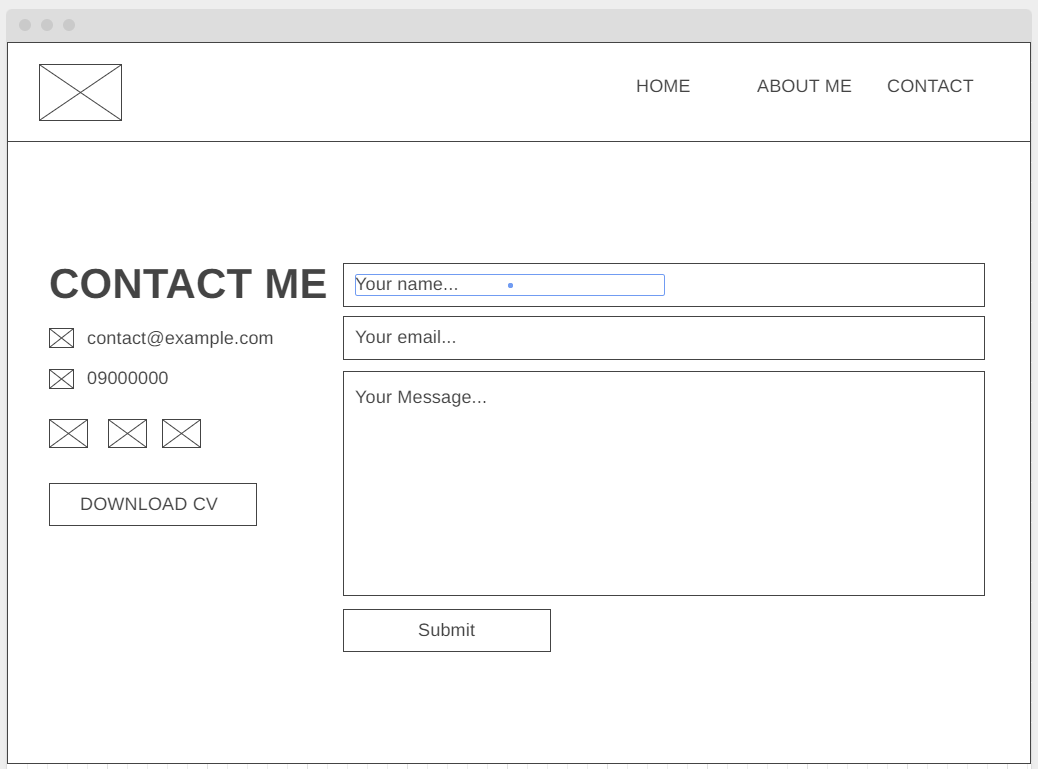 HOME ABOUT ME CONTACT
CONTACT ME
contact@example.com
09000000
DOWNLOAD CV
Your name...
Your email...
Your Message...
Submit